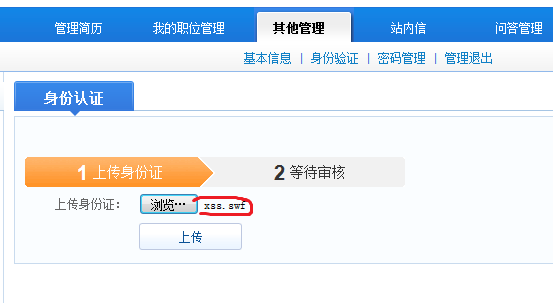 管理简历 我的职位管理 其他管理 站内信 问答管理
基本信息 | 身份验证 | 密码管理 | 管理退出
身份认证
1 上传身份证 2 等待审核
上传身份证： 浏览… xss.swf
上传